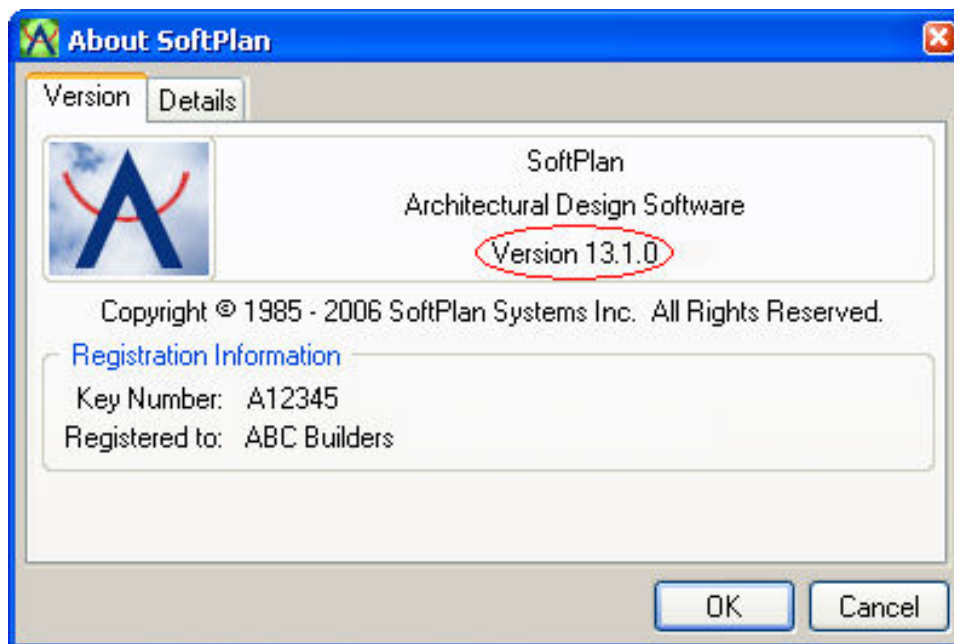 About SoftPlan
Version Details
SoftPlan
Architectural Design Software
Version 13.1.0
Copyright © 1985 - 2006 SoftPlan Systems Inc. All Rights Reserved.
Registration Information
Key Number: A12345
Registered to: ABC Builders
OK Cancel